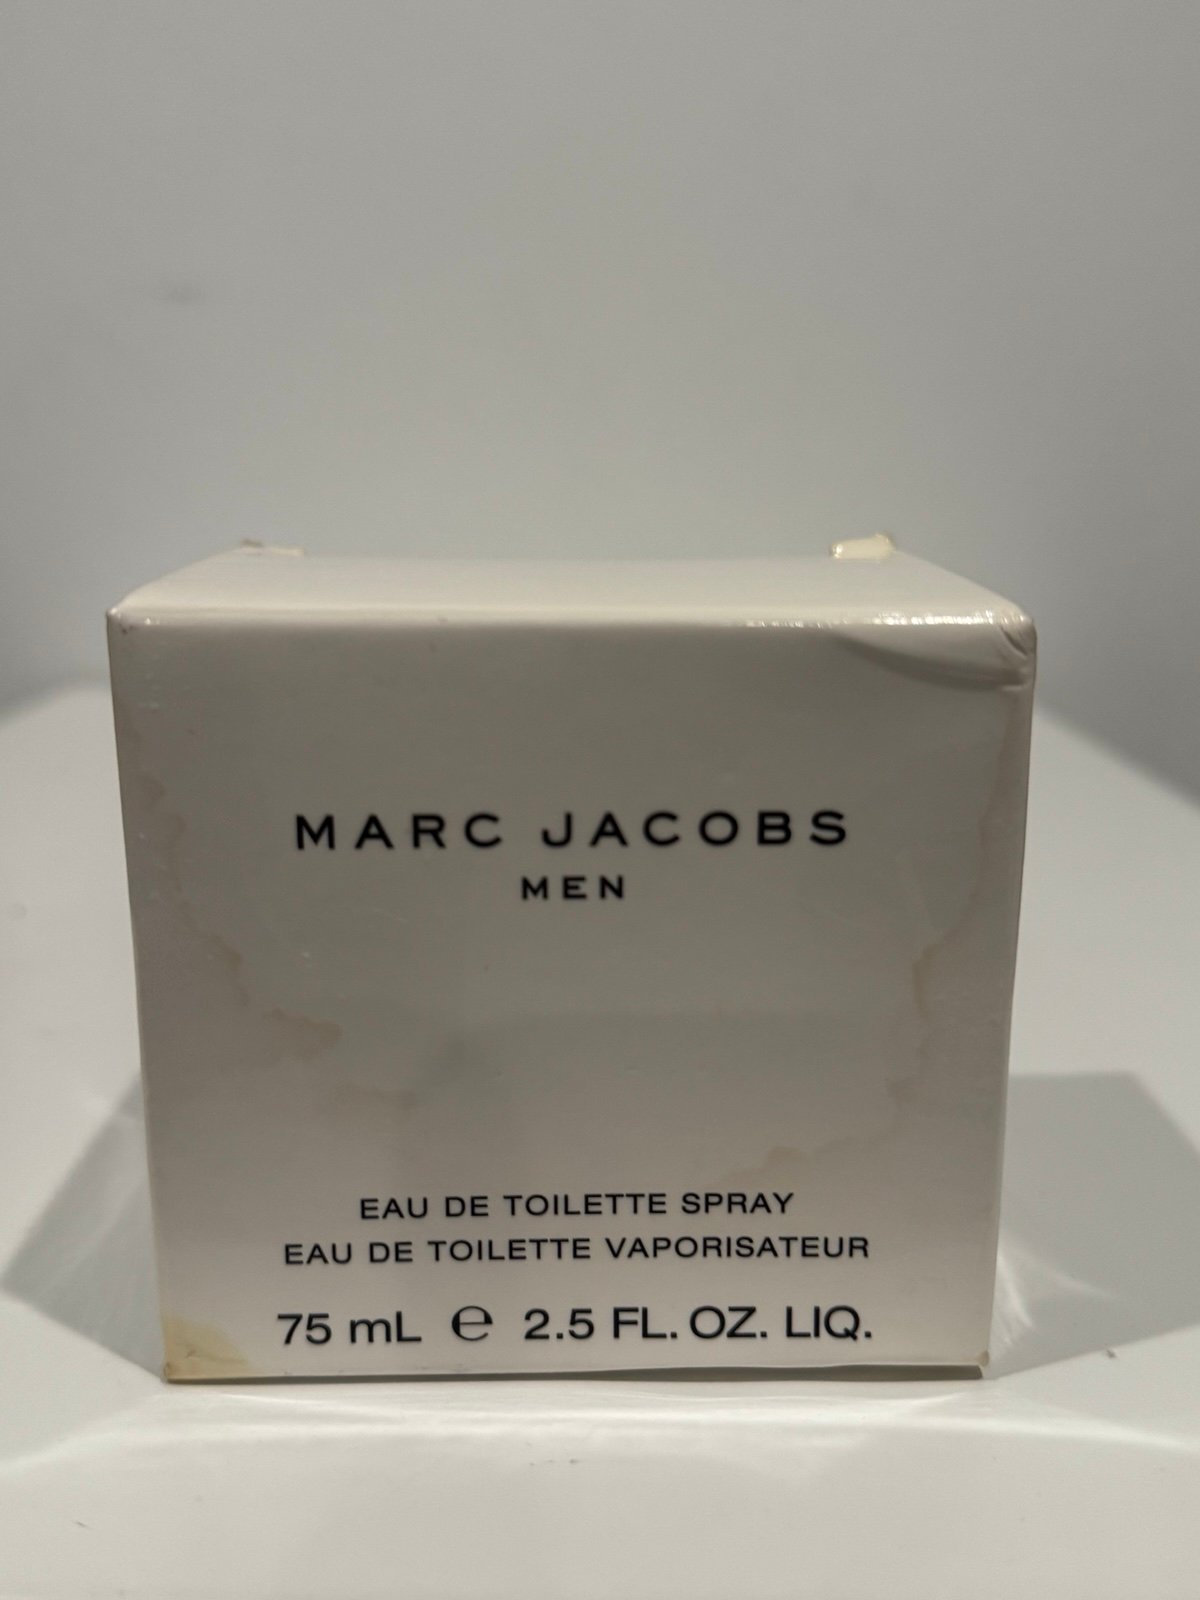 MARC JACOBS
MEN
EAU DE TOILETTE SPRAY
EAU DE TOILETTE VAPORISATEUR
75 mL ℮ 2.5 FL. OZ. LIQ.